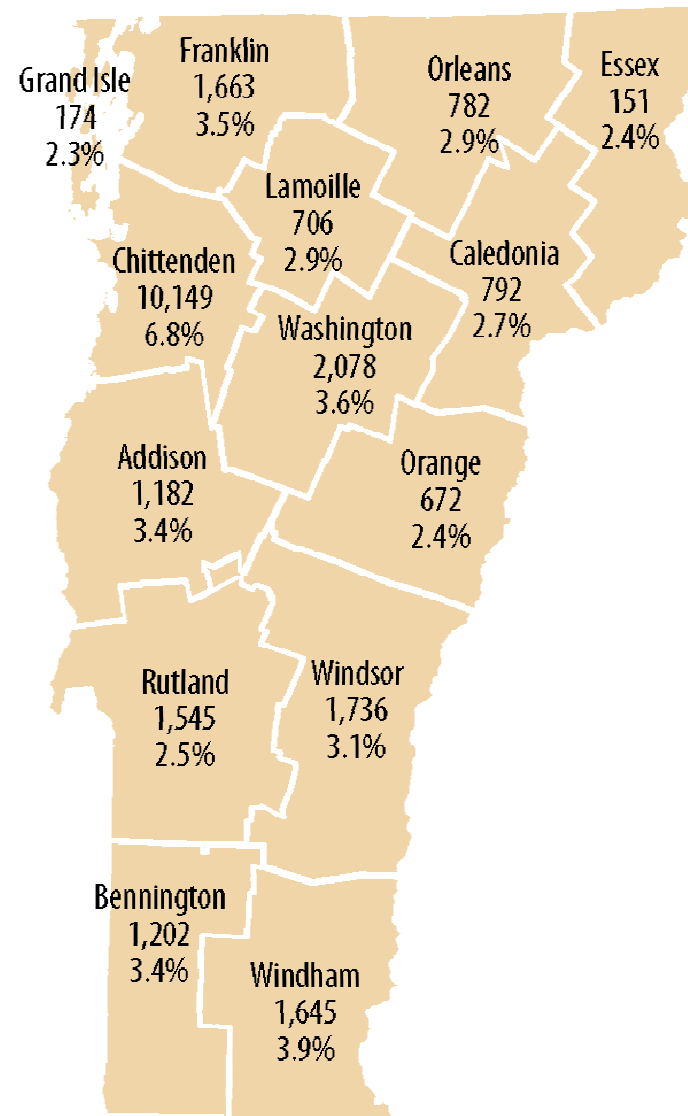 Franklin
1,663
3.5%
Grand Isle
174
2.3%
Orleans
782
2.9%
Essex
151
2.4%
Lamoille
706
2.9%
Chittenden
10,149
6.8%
Caledonia
792
2.7%
Washington
2,078
3.6%
Addison
1,182
3.4%
Orange
672
2.4%
Rutland
1,545
2.5%
Windsor
1,736
3.1%
Bennington
1,202
3.4%
Windham
1,645
3.9%